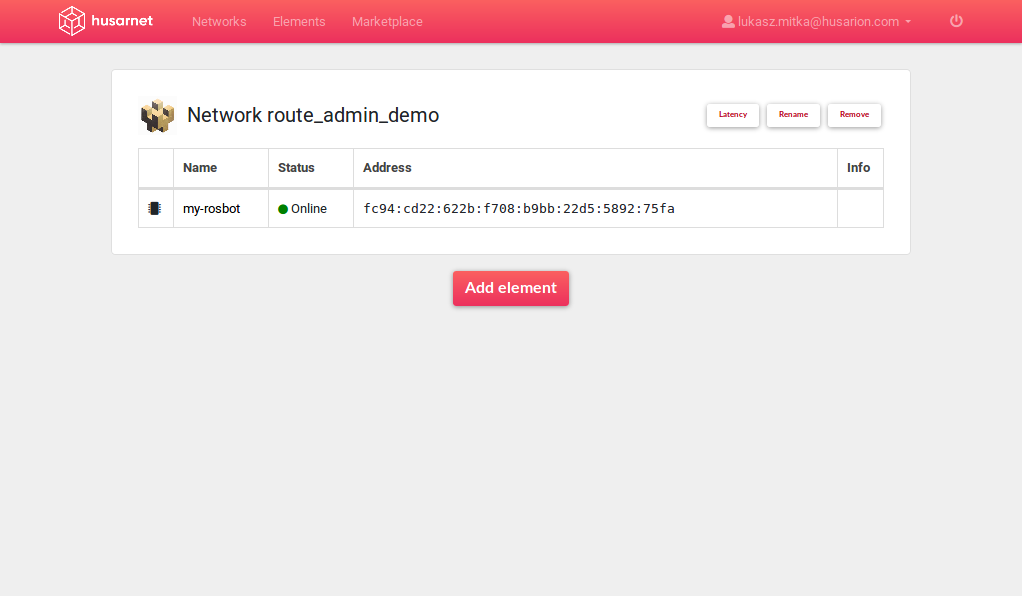 husarnet Networks Elements Marketplace lukasz.mitka@husarion.com
Network route_admin_demo Latency Rename Remove
Name Status Address Info
my-rosbot Online fc94:cd22:622b:f708:b9bb:22d5:5892:75fa
Add element